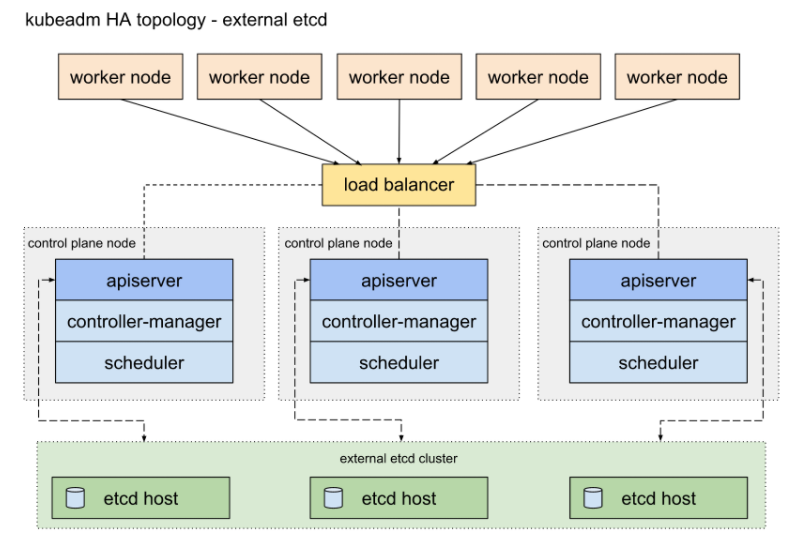 kubeadm HA topology - external etcd
worker node
worker node
worker node
worker node
worker node
load balancer
control plane node
control plane node
control plane node
apiserver
apiserver
apiserver
controller-manager
controller-manager
controller-manager
scheduler
scheduler
scheduler
external etcd cluster
etcd host
etcd host
etcd host